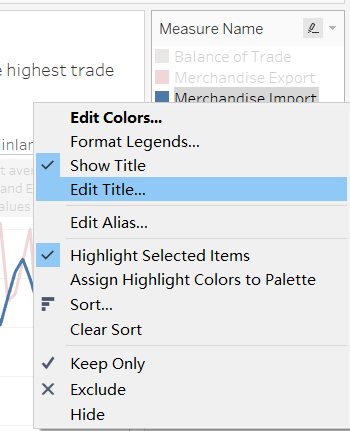 Measure Name
e highest trade
Balance of Trade
Merchandise Export
Merchandise Import
Edit Colors...
Format Legends...
inlan
Show Title
t aver
Edit Title...
and E
alues
Edit Alias...
Highlight Selected Items
Assign Highlight Colors to Palette
Sort...
Clear Sort
Keep Only
Exclude
Hide